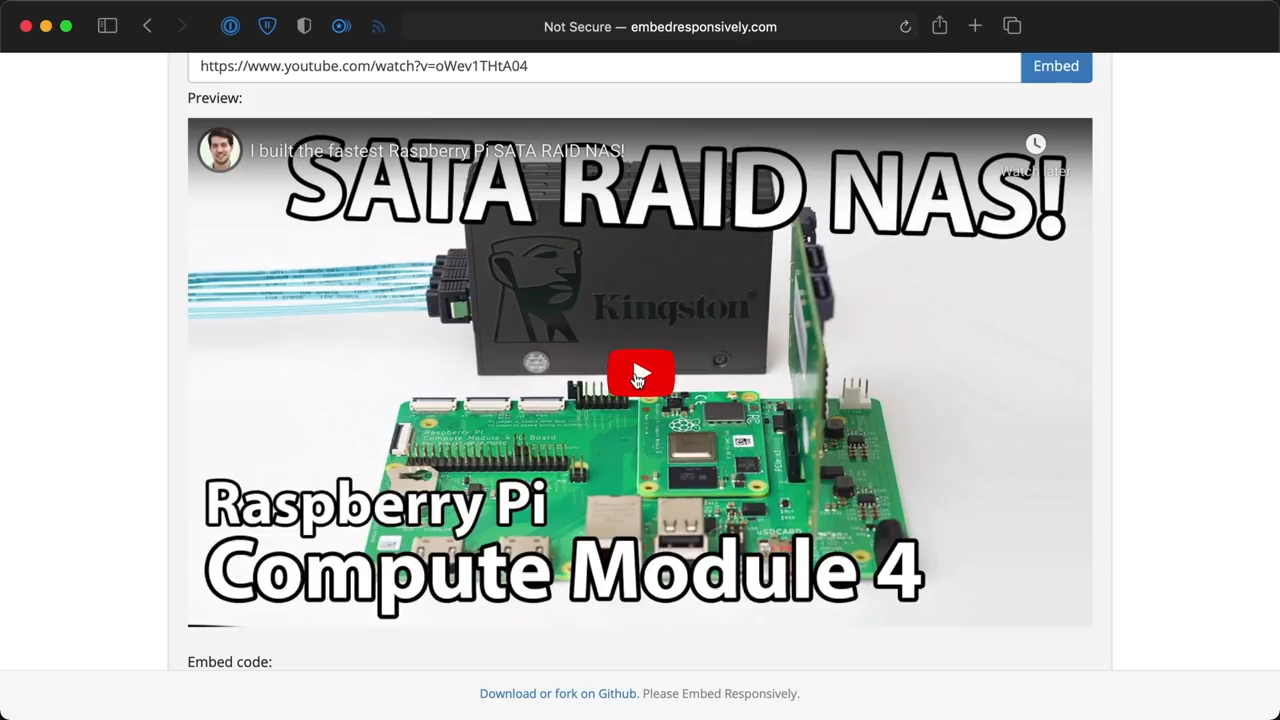 Not Secure — embedresponsively.com
https://www.youtube.com/watch?v=oWev1THtA04
Embed
Preview:
I built the fastest Raspberry Pi SATA RAID NAS!
Watch later
SATA RAID NAS!
Kingston
Raspberry Pi
Compute Module 4
Embed code:
Download or fork on Github. Please Embed Responsively.